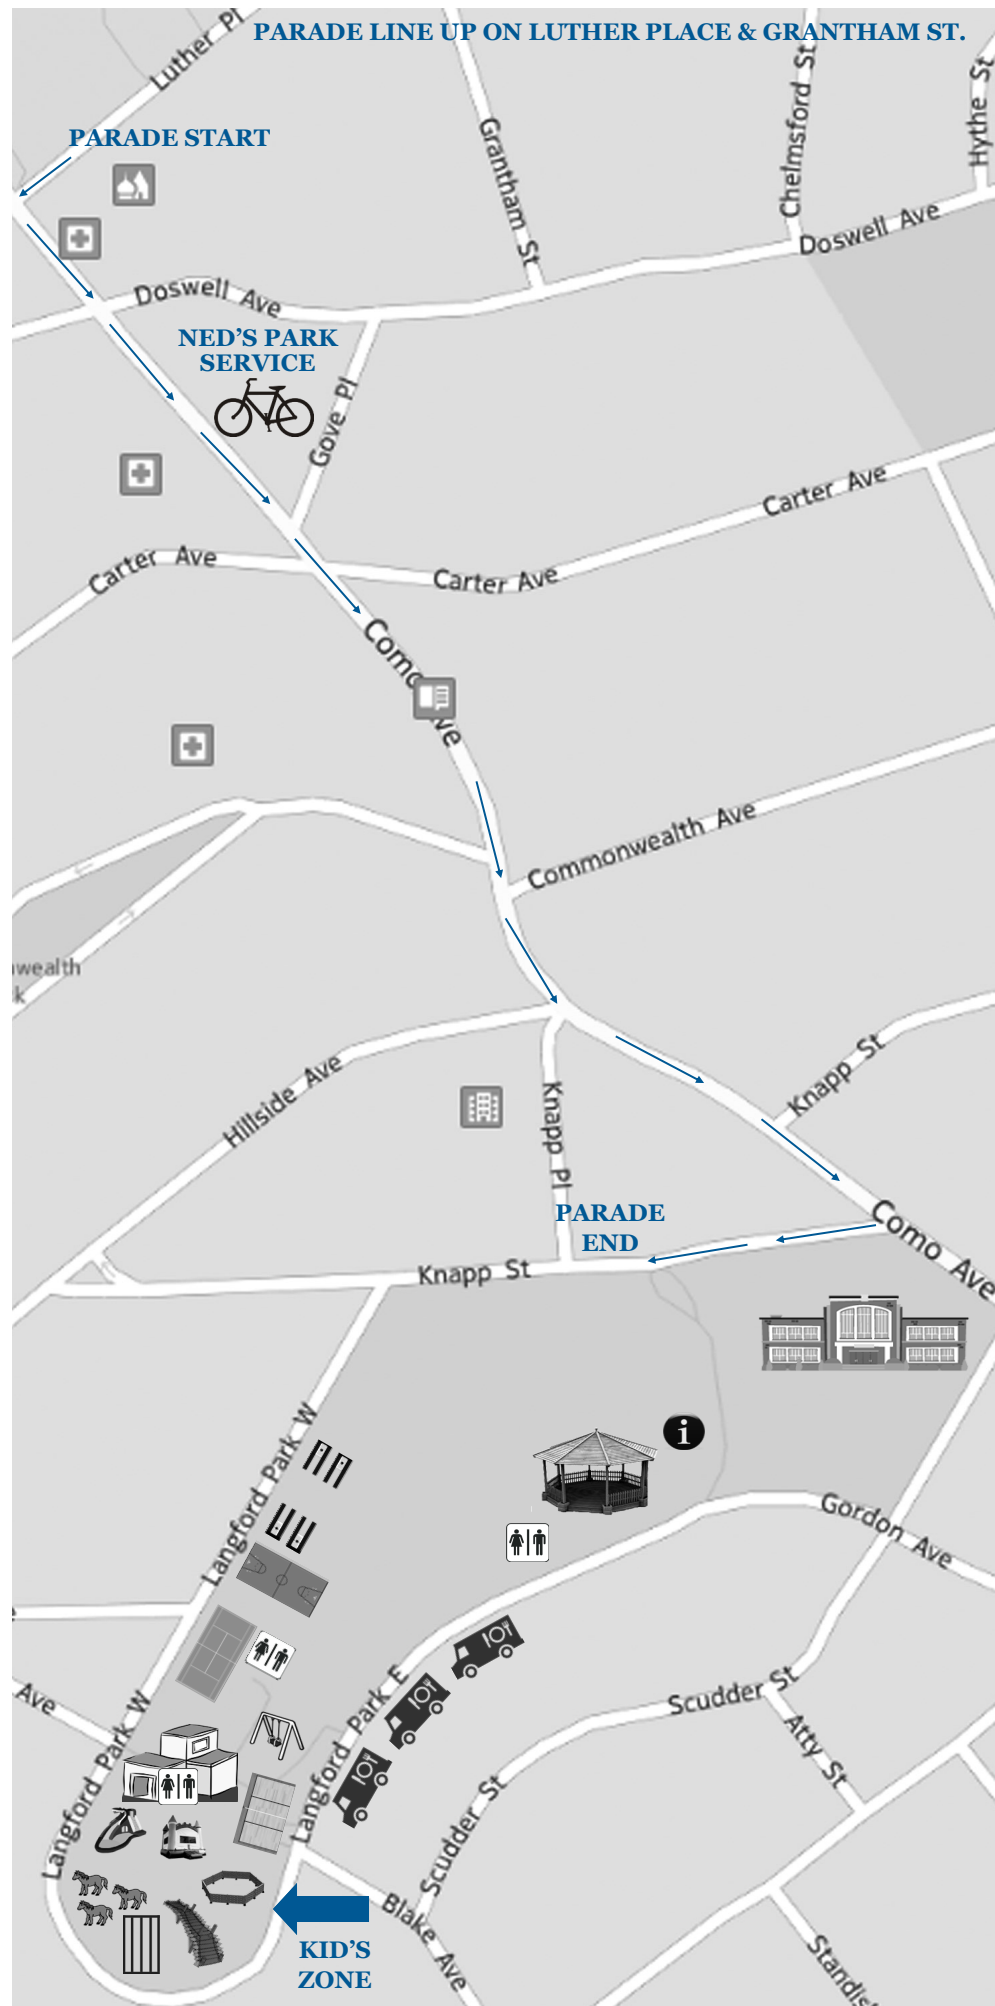 PARADE LINE UP ON LUTHER PLACE & GRANTHAM ST.
Luther Pl
Chelmsford St
Hythe St
PARADE START
Grantham St
Doswell Ave
Doswell Ave
NED'S PARK
SERVICE
Gove Pl
Carter Ave
Carter Ave
Carter Ave
Como Ave
Commonwealth Ave
wealth
k
Hillside Ave
Knapp St
Knapp Pl
PARADE
END
Como Ave
Knapp St
i
Langford Park W
Gordon Ave
Langford Park E
Scudder St
Ave
Atty St
Langford Park W
Scudder St
Blake Ave
KID'S
ZONE
Standis